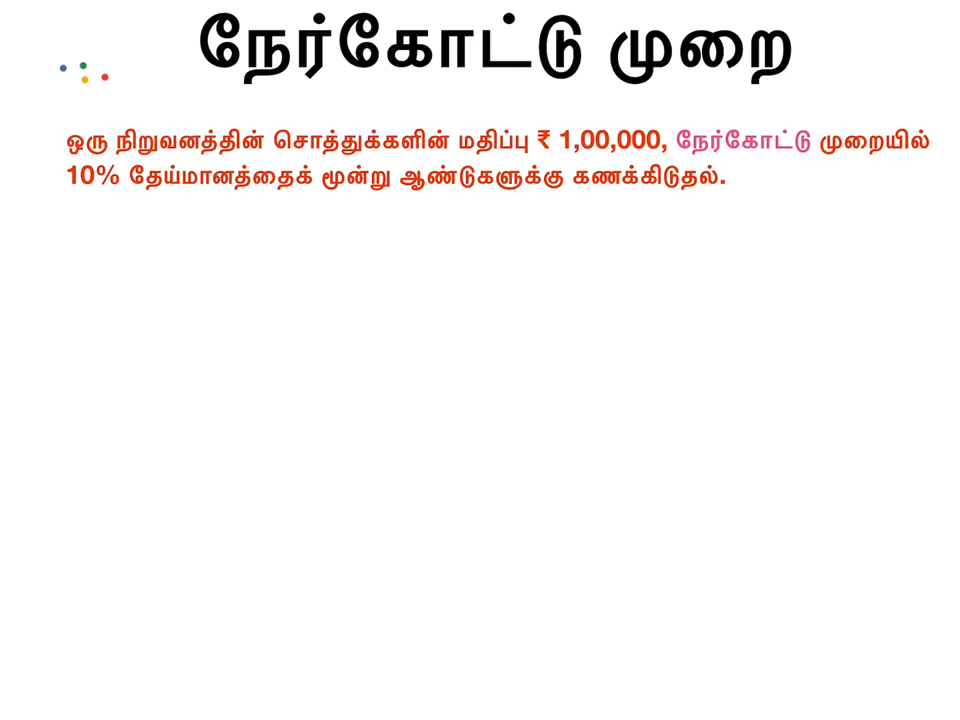 நேர்கோட்டு முறை
ஒரு நிறுவனத்தின் சொத்துக்களின் மதிப்பு ₹ 1,00,000, நேர்கோட்டு முறையில்
10% தேய்மானத்தைக் மூன்று ஆண்டுகளுக்கு கணக்கிடுதல்.